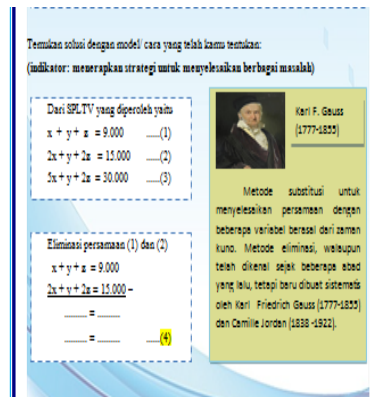 Temukan solusi dengan model/ cara yang telah kamu tentukan:
(indikator: menerapkan strategi untuk menyelesaikan berbagai masalah)
Dari SPLTV yang diperoleh yaitu
x + y + z = 9.000 .....(1)
2x + y + 2z = 15.000 .....(2)
5x + y + z = 30.000 .....(3)
Eliminasi persamaan (1) dan (2)
x + y + z = 9.000
2x + y + 2z = 15.000 –
____ = ____
____ = ____ ....(4)
Karl F. Gauss
(1777-1855)
Metode substitusi untuk
menyelesaikan persamaan dengan
beberapa variabel berasal dari zaman
kuno. Metode eliminasi, walaupun
telah dikenal sejak beberapa abad
yang lalu, tetapi baru dibuat sistematis
oleh Karl Friedrich Gauss (1777-1855)
dan Camille Jordan (1838 -1922).